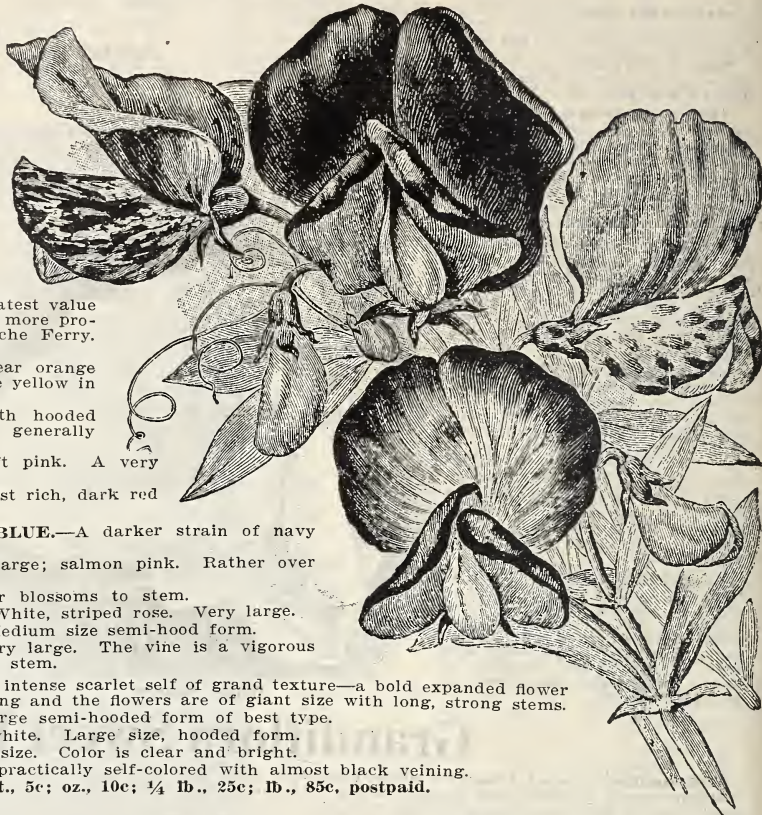 atest value
more pro-
che Ferry.
ear orange
e yellow in
th hooded
generally
t pink. A very
st rich, dark red
BLUE.—A darker strain of navy
arge; salmon pink. Rather over
r blossoms to stem.
White, striped rose. Very large.
edium size semi-hood form.
ry large. The vine is a vigorous
stem.
intense scarlet self of grand texture—a bold expanded flower
ng and the flowers are of giant size with long, strong stems.
rge semi-hooded form of best type.
white. Large size, hooded form.
size. Color is clear and bright.
practically self-colored with almost black veining.
t., 5c; oz., 10c; ¼ lb., 25c; lb., 85c, postpaid.